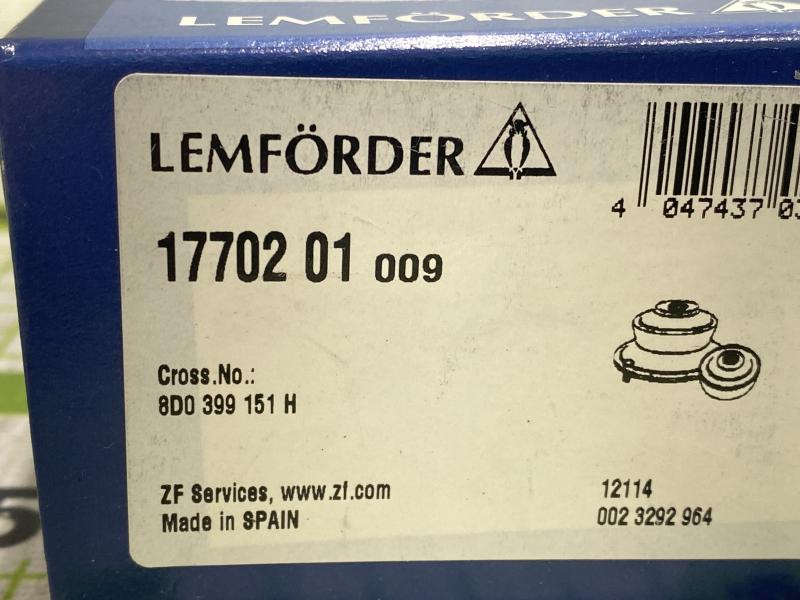 LEMFÖRDER
LEMFÖRDER
4 047437 03
17702 01 009
Cross.No.:
8D0 399 151 H
ZF Services, www.zf.com
Made in SPAIN
12114
002 3292 964